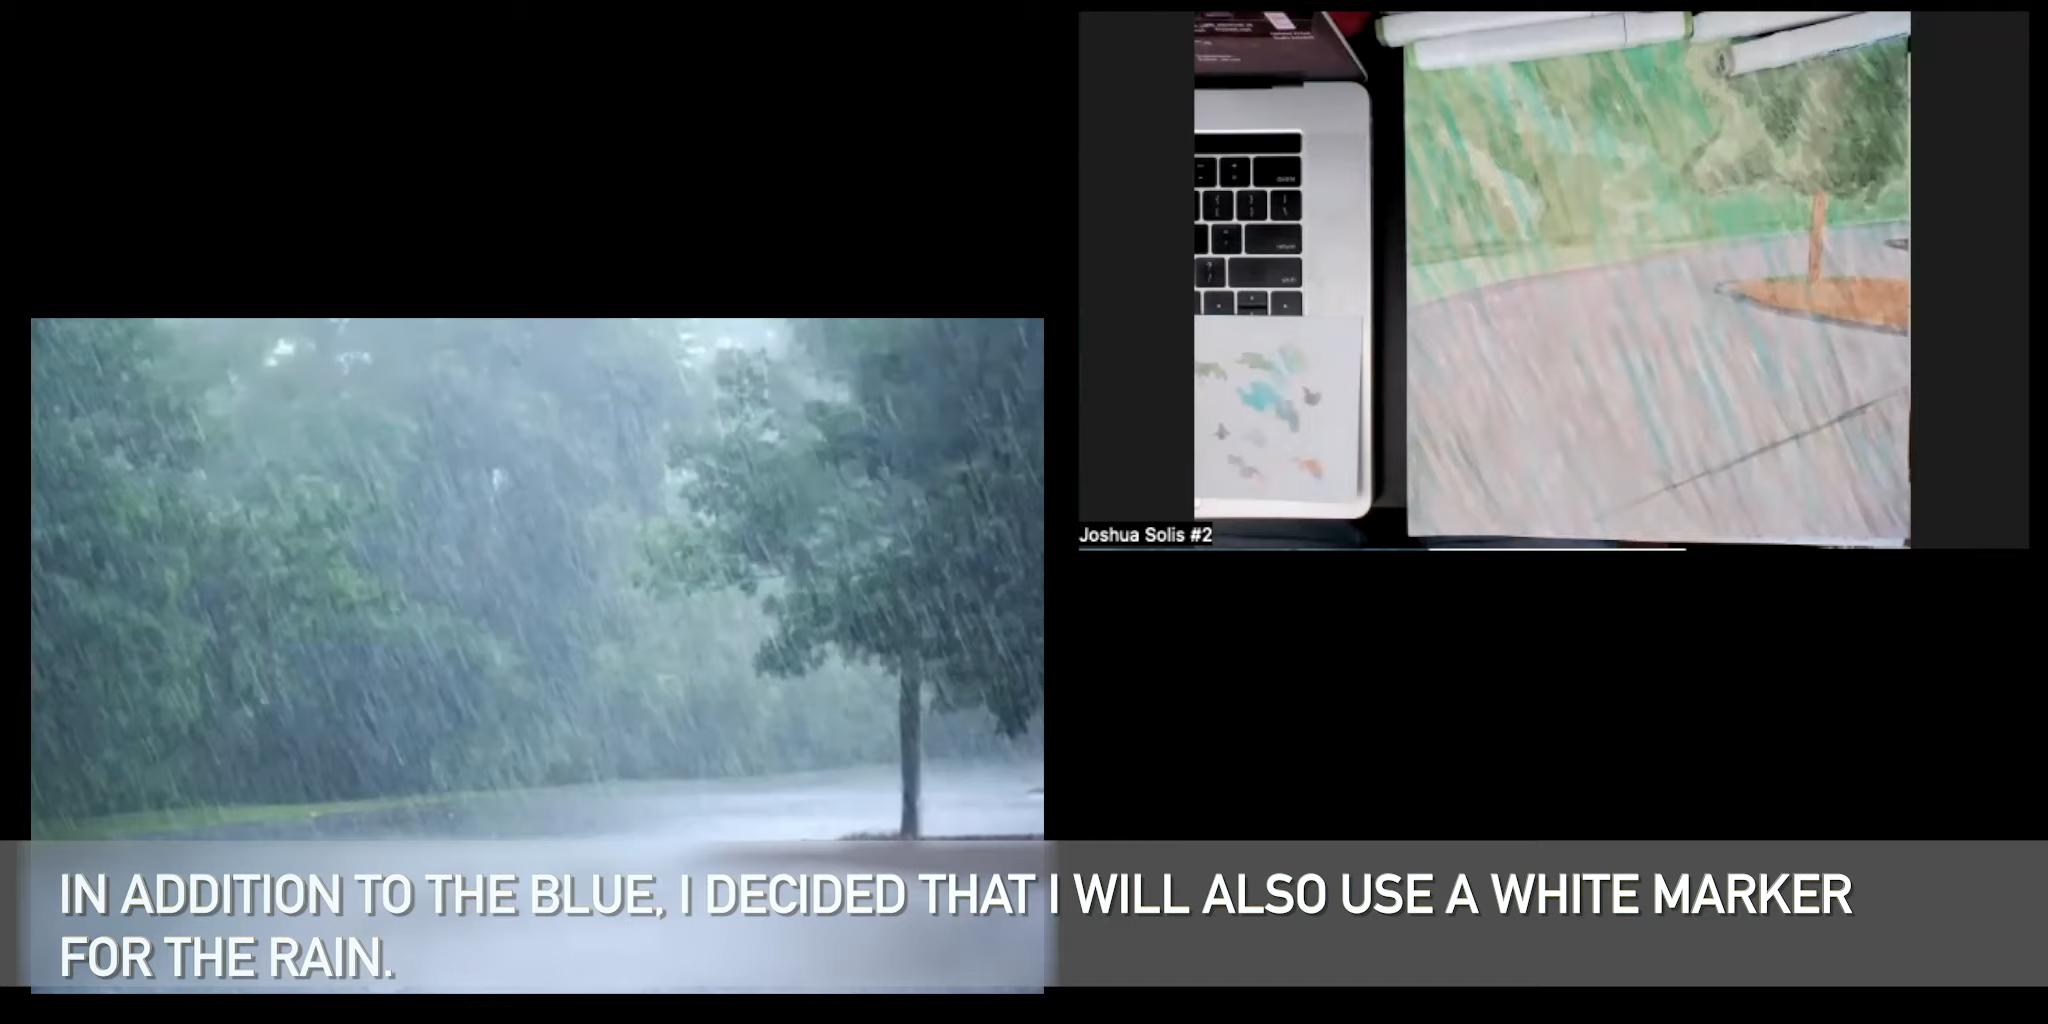 Joshua Solis #2
IN ADDITION TO THE BLUE, I DECIDED THAT I WILL ALSO USE A WHITE MARKER
FOR THE RAIN.